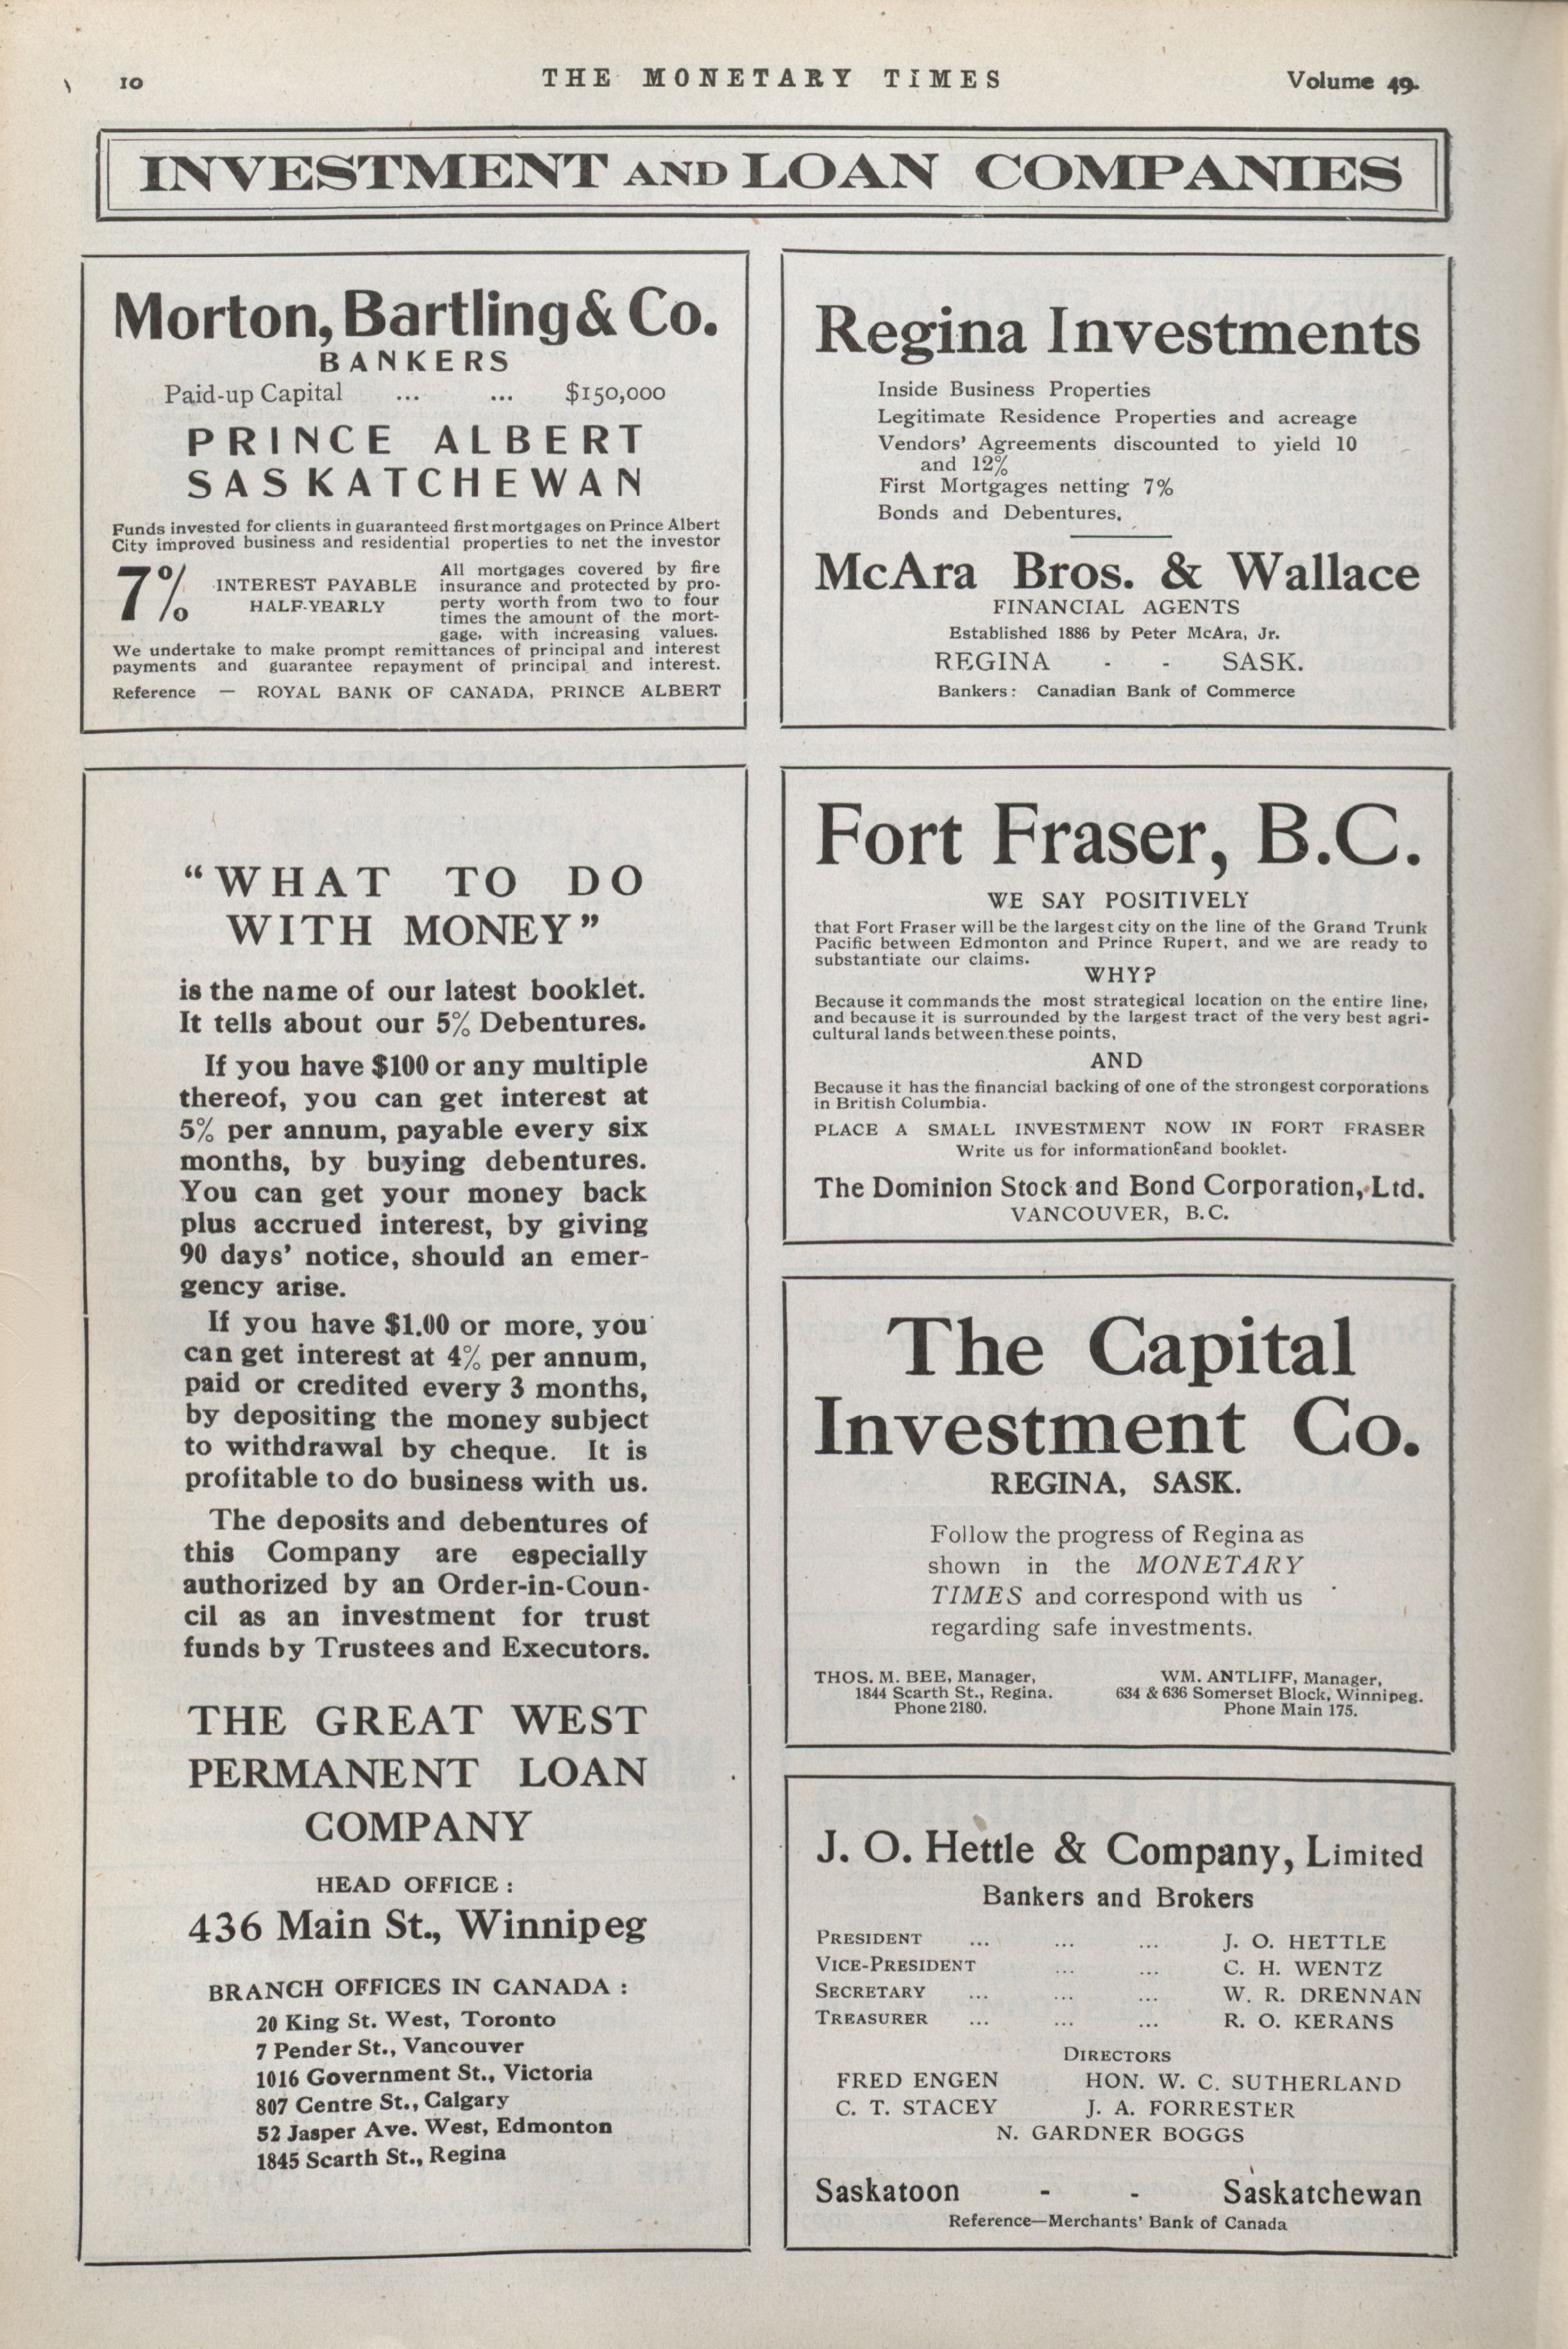 10 THE MONETARY TIMES Volume 49.
INVESTMENT AND LOAN COMPANIES
Morton, Bartling & Co.
BANKERS
Paid-up Capital ... ... $150,000
PRINCE ALBERT
SASKATCHEWAN
Funds invested for clients in guaranteed first mortgages on Prince Albert
City improved business and residential properties to net the investor
7% INTEREST PAYABLE
HALF-YEARLY
All mortgages covered by fire
insurance and protected by pro-
perty worth from two to four
times the amount of the mort-
gage, with increasing values.
We undertake to make prompt remittances of principal and interest
payments and guarantee repayment of principal and interest.
Reference — ROYAL BANK OF CANADA, PRINCE ALBERT
"WHAT TO DO
WITH MONEY"
is the name of our latest booklet.
It tells about our 5% Debentures.
If you have $100 or any multiple
thereof, you can get interest at
5% per annum, payable every six
months, by buying debentures.
You can get your money back
plus accrued interest, by giving
90 days' notice, should an emer-
gency arise.
If you have $1.00 or more, you
can get interest at 4% per annum,
paid or credited every 3 months,
by depositing the money subject
to withdrawal by cheque. It is
profitable to do business with us.
The deposits and debentures of
this Company are especially
authorized by an Order-in-Coun-
cil as an investment for trust
funds by Trustees and Executors.
THE GREAT WEST
PERMANENT LOAN
COMPANY
HEAD OFFICE :
436 Main St., Winnipeg
BRANCH OFFICES IN CANADA :
20 King St. West, Toronto
7 Pender St., Vancouver
1016 Government St., Victoria
807 Centre St., Calgary
52 Jasper Ave. West, Edmonton
1845 Scarth St., Regina
Regina Investments
Inside Business Properties
Legitimate Residence Properties and acreage
Vendors' Agreements discounted to yield 10
and 12%
First Mortgages netting 7%
Bonds and Debentures.
McAra Bros. & Wallace
FINANCIAL AGENTS
Established 1886 by Peter McAra, Jr.
REGINA - - SASK.
Bankers: Canadian Bank of Commerce
Fort Fraser, B.C.
WE SAY POSITIVELY
that Fort Fraser will be the largest city on the line of the Grand Trunk
Pacific between Edmonton and Prince Rupert, and we are ready to
substantiate our claims.
WHY?
Because it commands the most strategical location on the entire line,
and because it is surrounded by the largest tract of the very best agri-
cultural lands between these points,
AND
Because it has the financial backing of one of the strongest corporations
in British Columbia.
PLACE A SMALL INVESTMENT NOW IN FORT FRASER
Write us for information and booklet.
The Dominion Stock and Bond Corporation, Ltd.
VANCOUVER, B.C.
The Capital
Investment Co.
REGINA, SASK.
Follow the progress of Regina as
shown in the MONETARY
TIMES and correspond with us
regarding safe investments.
THOS. M. BEE, Manager,
1844 Scarth St., Regina.
Phone 2180.
WM. ANTLIFF, Manager,
634 & 636 Somerset Block, Winnipeg.
Phone Main 175.
J. O. Hettle & Company, Limited
Bankers and Brokers
PRESIDENT ... ... ... J. O. HETTLE
VICE-PRESIDENT ... ... C. H. WENTZ
SECRETARY ... ... ... W. R. DRENNAN
TREASURER ... ... ... R. O. KERANS
DIRECTORS
FRED ENGEN HON. W. C. SUTHERLAND
C. T. STACEY J. A. FORRESTER
N. GARDNER BOGGS
Saskatoon - - Saskatchewan
Reference—Merchants' Bank of Canada